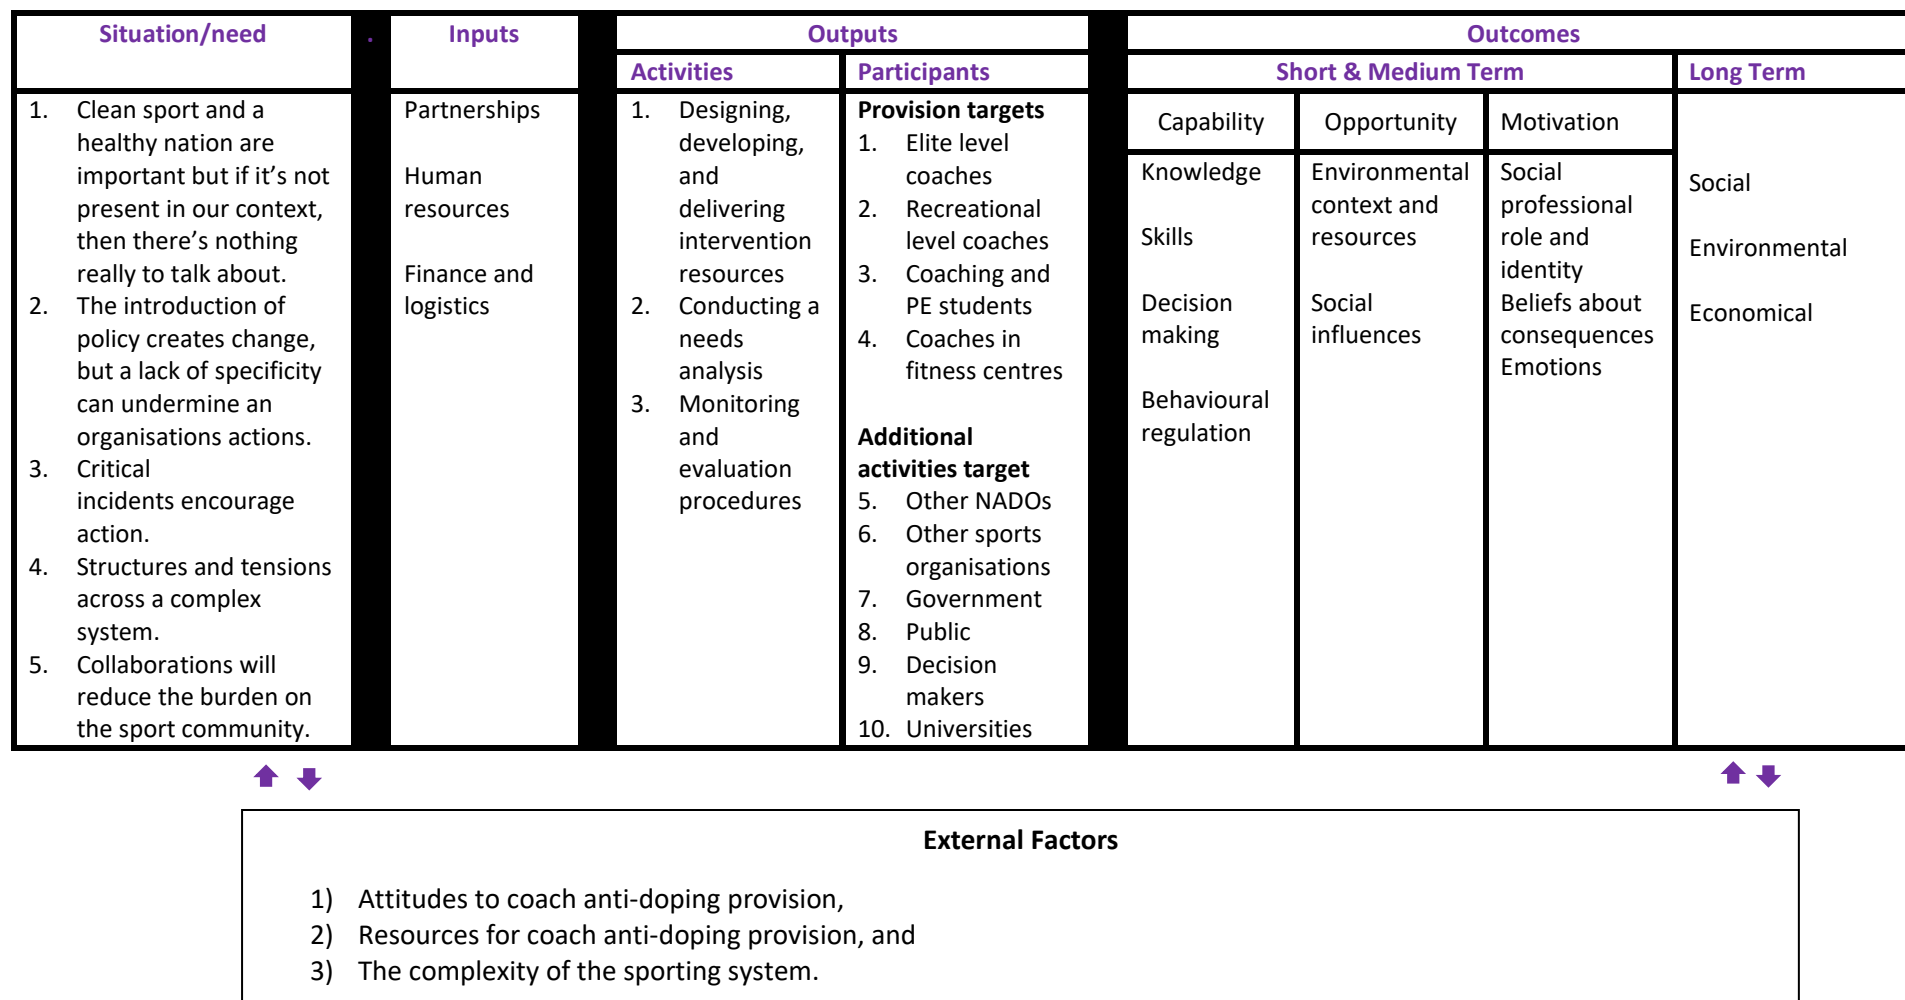 Situation/need
.
Inputs
Outputs
Outcomes
Activities
Participants
Short & Medium Term
Long Term
1. Clean sport and a
healthy nation are
important but if it’s not
present in our context,
then there’s nothing
really to talk about.
2. The introduction of
policy creates change,
but a lack of specificity
can undermine an
organisations actions.
3. Critical
incidents encourage
action.
4. Structures and tensions
across a complex
system.
5. Collaborations will
reduce the burden on
the sport community.
Partnerships
Human
resources
Finance and
logistics
1. Designing,
developing,
and
delivering
intervention
resources
2. Conducting a
needs
analysis
3. Monitoring
and
evaluation
procedures
Provision targets
1. Elite level
coaches
2. Recreational
level coaches
3. Coaching and
PE students
4. Coaches in
fitness centres
Additional
activities target
5. Other NADOs
6. Other sports
organisations
7. Government
8. Public
9. Decision
makers
10. Universities
Capability
Knowledge
Skills
Decision
making
Behavioural
regulation
Opportunity
Environmental
context and
resources
Social
influences
Motivation
Social
professional
role and
identity
Beliefs about
consequences
Emotions
Social
Environmental
Economical
External Factors
1) Attitudes to coach anti-doping provision,
2) Resources for coach anti-doping provision, and
3) The complexity of the sporting system.